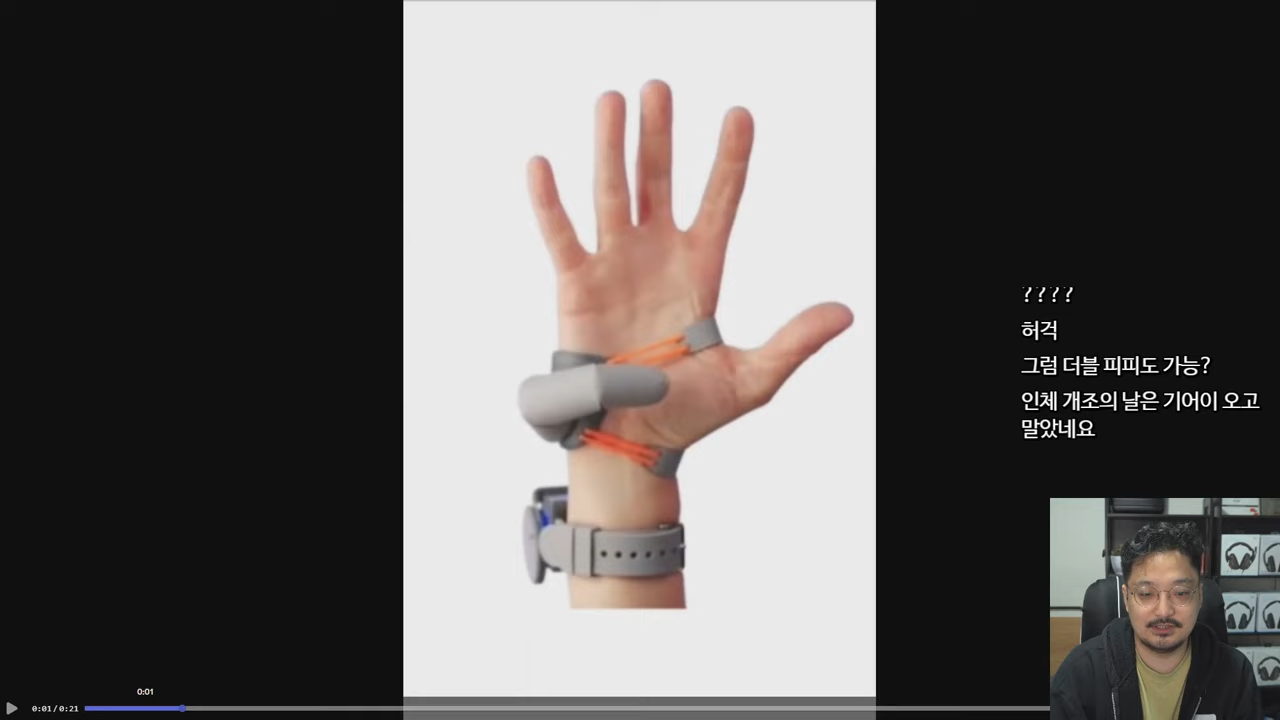 ????
허걱
그럼 더블 피피도 가능?
인체 개조의 날은 기어이 오고
말았네요
0:01
0:01/0:21